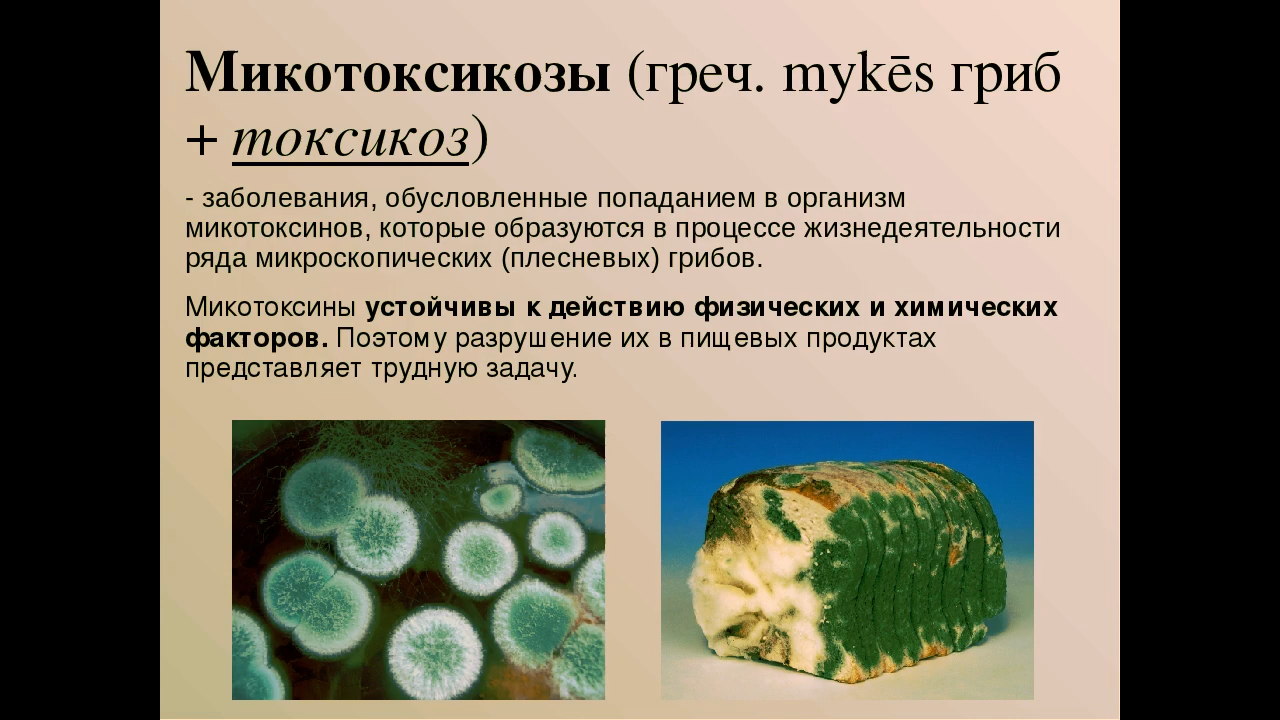 Микотоксикозы (греч. mykēs гриб
+ токсикоз)
- заболевания, обусловленные попаданием в организм
микотоксинов, которые образуются в процессе жизнедеятельности
ряда микроскопических (плесневых) грибов.
Микотоксины устойчивы к действию физических и химических
факторов. Поэтому разрушение их в пищевых продуктах
представляет трудную задачу.